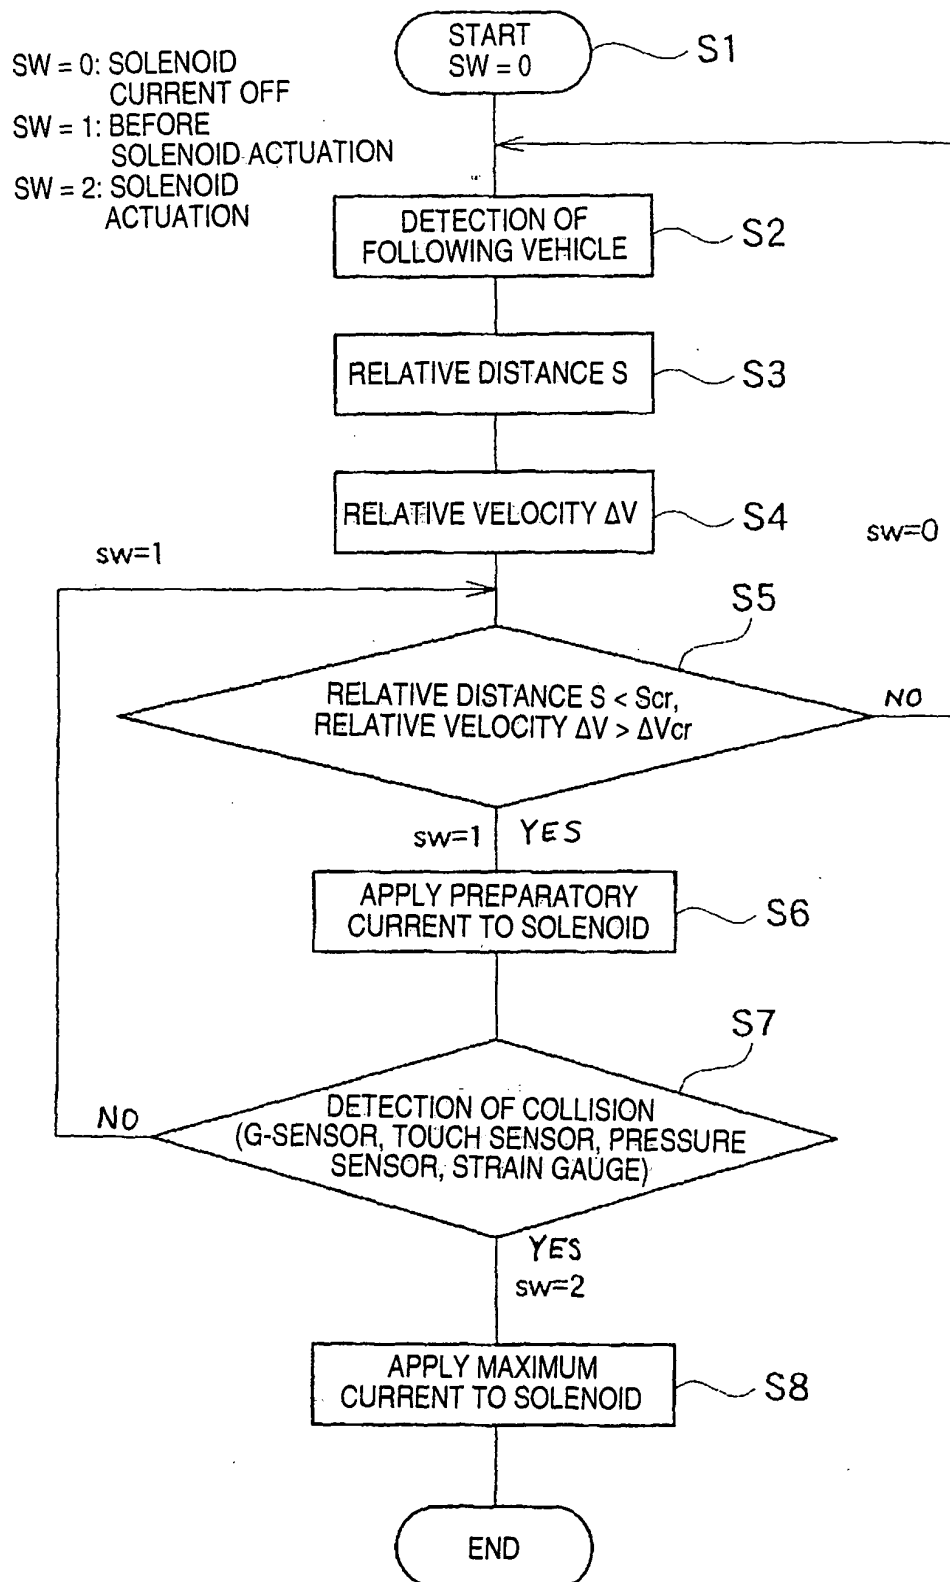 START
SW = 0
S1
SW = 0: SOLENOID
CURRENT OFF
SW = 1: BEFORE
SOLENOID ACTUATION
SW = 2: SOLENOID
ACTUATION
DETECTION OF
FOLLOWING VEHICLE
S2
RELATIVE DISTANCE S
S3
RELATIVE VELOCITY ΔV
S4
sw=0
sw=1
S5
RELATIVE DISTANCE S < Scr,
RELATIVE VELOCITY ΔV > ΔVcr
NO
sw=1 YES
APPLY PREPARATORY
CURRENT TO SOLENOID
S6
S7
DETECTION OF COLLISION
(G-SENSOR, TOUCH SENSOR, PRESSURE
SENSOR, STRAIN GAUGE)
NO
YES
sw=2
APPLY MAXIMUM
CURRENT TO SOLENOID
S8
END